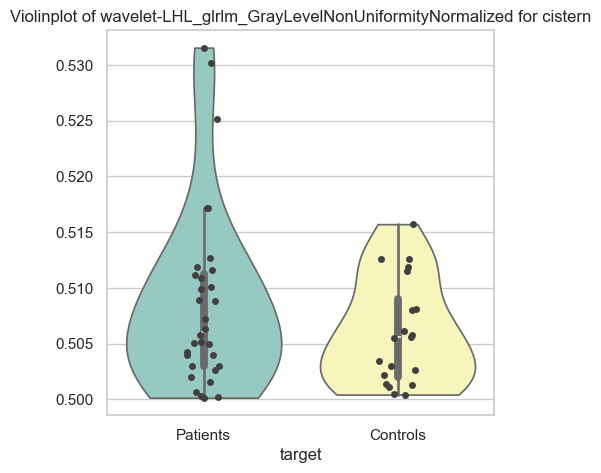 Violinplot of wavelet-LHL_glrlm_GrayLevelNonUniformityNormalized for cistern
0.530
0.525
0.520
0.515
0.510
0.505
0.500
Patients
Controls
target